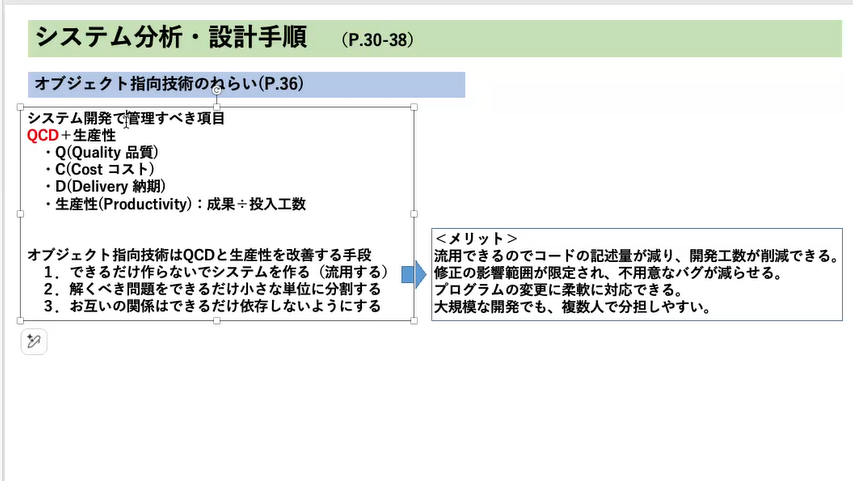 システム分析・設計手順 （P.30-38）
オブジェクト指向技術のねらい(P.36)
システム開発で管理すべき項目
QCD＋生産性
・Q(Quality 品質)
・C(Cost コスト)
・D(Delivery 納期)
・生産性(Productivity)：成果÷投入工数
オブジェクト指向技術はQCDと生産性を改善する手段
１．できるだけ作らないでシステムを作る（流用する）
２．解くべき問題をできるだけ小さな単位に分割する
３．お互いの関係はできるだけ依存しないようにする
＜メリット＞
流用できるのでコードの記述量が減り、開発工数が削減できる。
修正の影響範囲が限定され、不用意なバグが減らせる。
プログラムの変更に柔軟に対応できる。
大規模な開発でも、複数人で分担しやすい。